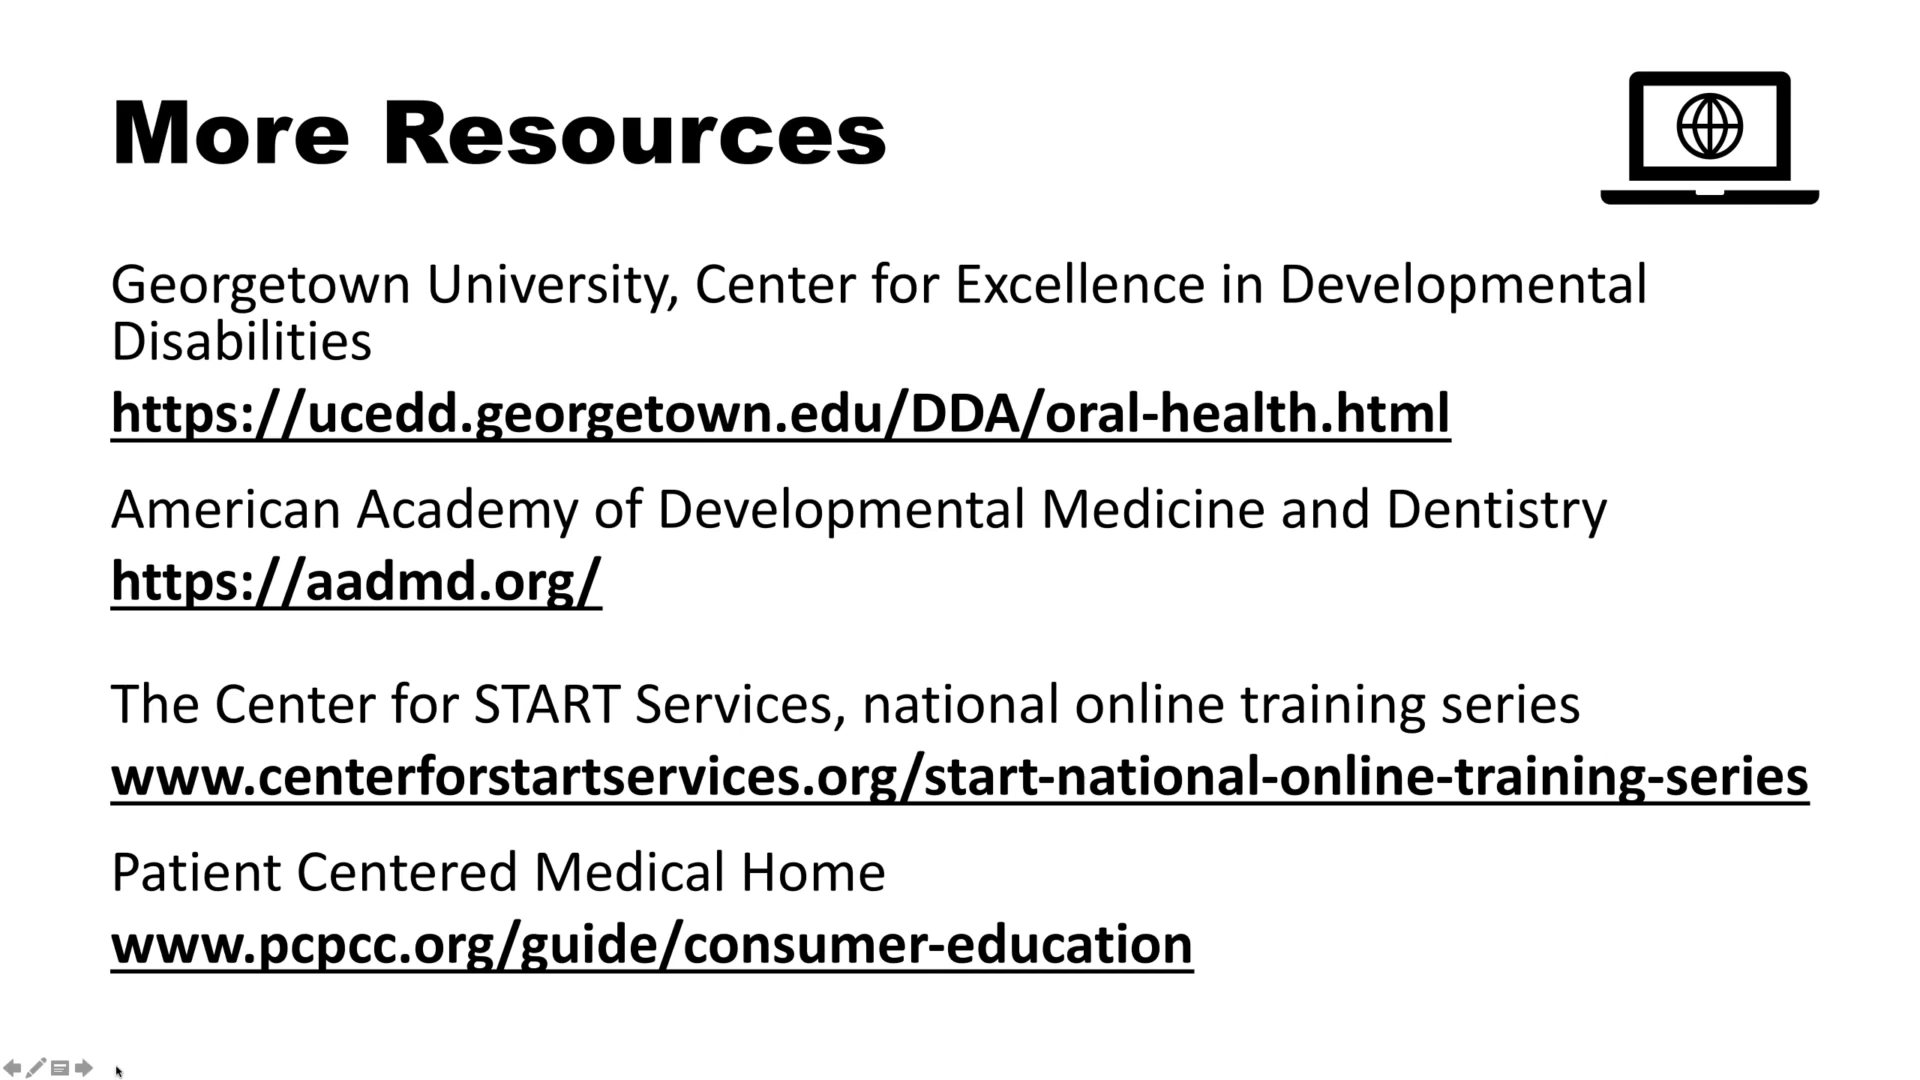 More Resources
Georgetown University, Center for Excellence in Developmental
Disabilities
https://ucedd.georgetown.edu/DDA/oral-health.html
American Academy of Developmental Medicine and Dentistry
https://aadmd.org/
The Center for START Services, national online training series
www.centerforstartservices.org/start-national-online-training-series
Patient Centered Medical Home
www.pcpcc.org/guide/consumer-education